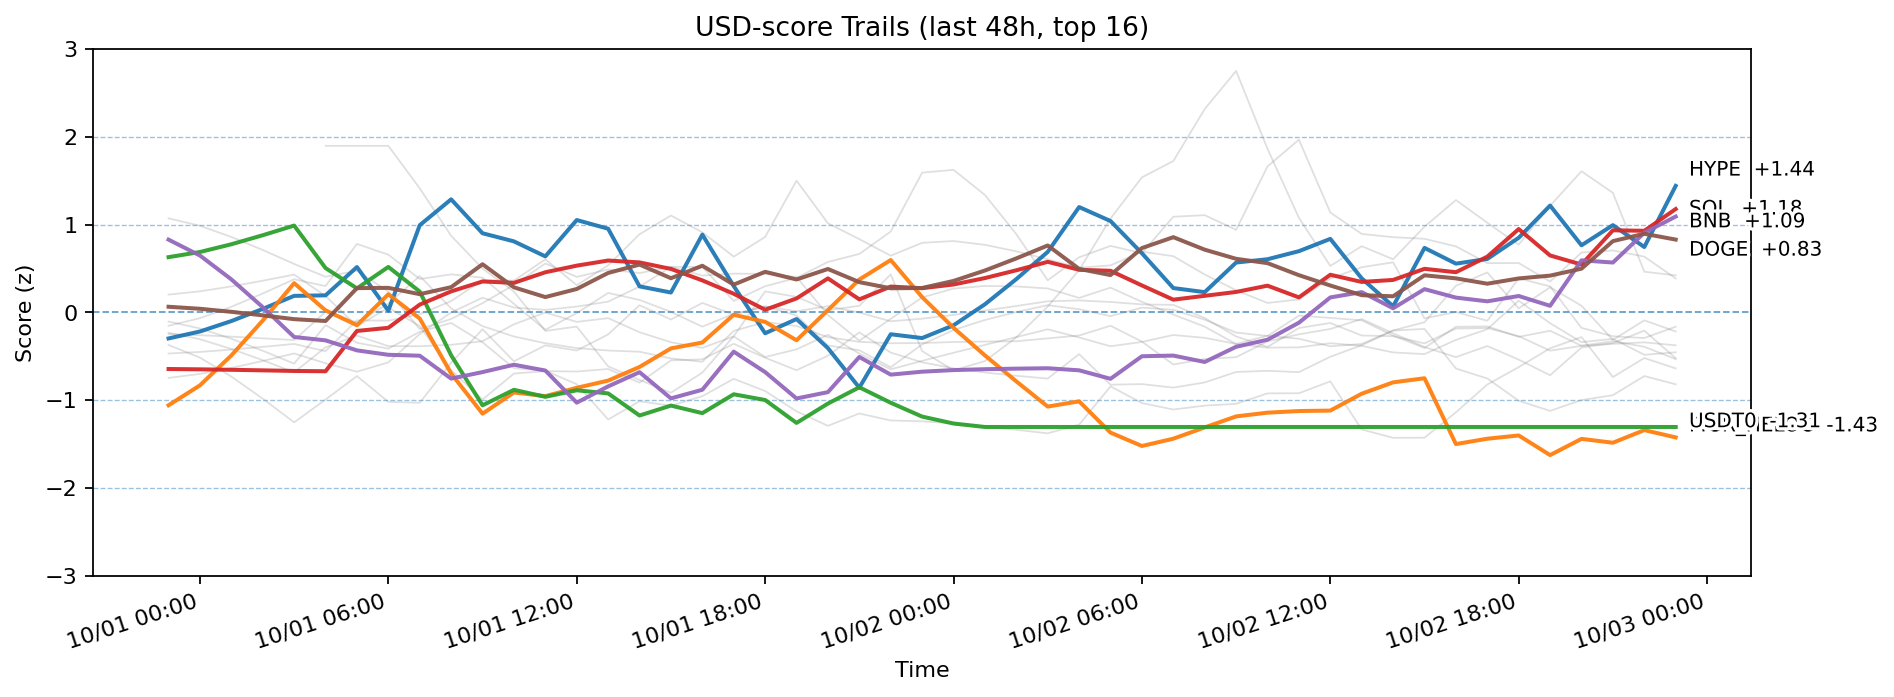 USD-score Trails (last 48h, top 16)
Score (z)
3
2
1
0
−1
−2
−3
HYPE +1.44
SOL +1.18
BNB +1.09
DOGE +0.83
USDT0 -1.31
-1.43
10/01 00:00
10/01 06:00
10/01 12:00
10/01 18:00
10/02 00:00
10/02 06:00
10/02 12:00
10/02 18:00
10/03 00:00
Time